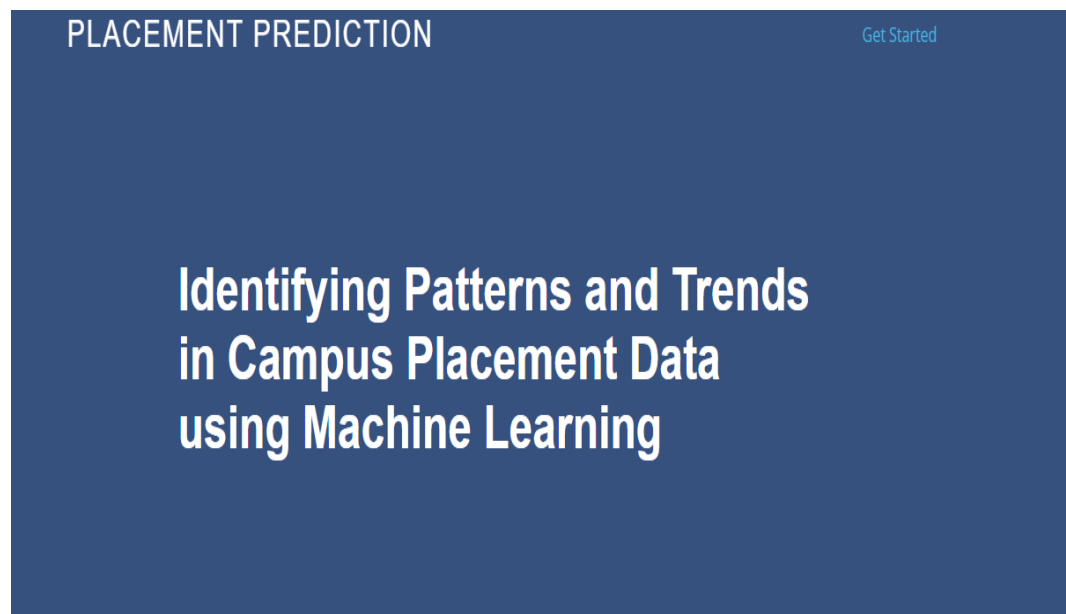 PLACEMENT PREDICTION
Get Started
Identifying Patterns and Trends
in Campus Placement Data
using Machine Learning